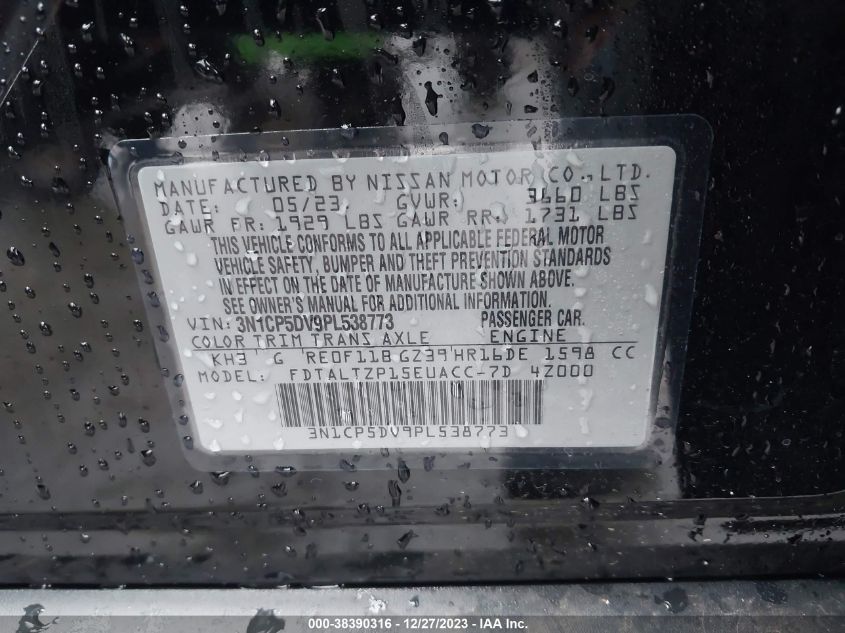 MANUFACTURED BY NISSAN MOTOR CO., LTD.
DATE: 05/23 GVWR: 3660 LBS
GAWR FR: 1929 LBS GAWR RR: 1731 LBS
THIS VEHICLE CONFORMS TO ALL APPLICABLE FEDERAL MOTOR
VEHICLE SAFETY, BUMPER AND THEFT PREVENTION STANDARDS
IN EFFECT ON THE DATE OF MANUFACTURE SHOWN ABOVE.
SEE OWNER'S MANUAL FOR ADDITIONAL INFORMATION.
VIN: 3N1CP5DV9PL538773 PASSENGER CAR.
COLOR TRIM TRANS AXLE ENGINE
KH3 G RE0F11B GZ39 HR16DE 1598 CC
MODEL: FDTALTZP15EUACC-7D 4Z000
3N1CP5DV9PL538773
000-38390316 - 12/27/2023 - IAA Inc.